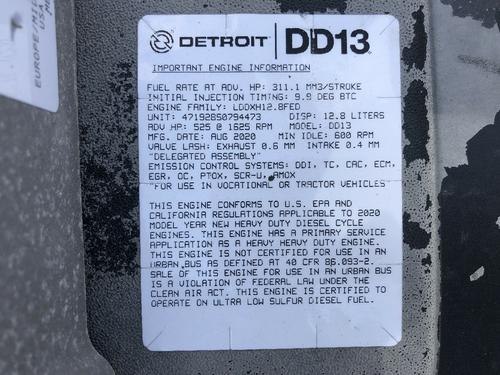 DETROIT DD13
IMPORTANT ENGINE INFORMATION
FUEL RATE AT ADV. HP: 311.1 MM3/STROKE
INITIAL INJECTION TIMING: 9.9 DEG BTC
ENGINE FAMILY: LDDXH12.8FED
UNIT: 471928S0794473 DISP: 12.8 LITERS
ADV HP: 525 @ 1625 RPM MODEL: DD13
MFG. DATE: AUG 2020 MIN IDLE: 600 RPM
VALVE LASH: EXHAUST 0.6 MM INTAKE 0.4 MM
"DELEGATED ASSEMBLY"
EMISSION CONTROL SYSTEMS: DDI, TC, CAC, ECM,
EGR, OC, PTOX, SCR-U, AMOX
"FOR USE IN VOCATIONAL OR TRACTOR VEHICLES"
THIS ENGINE CONFORMS TO U.S. EPA AND
CALIFORNIA REGULATIONS APPLICABLE TO 2020
MODEL YEAR NEW HEAVY DUTY DIESEL CYCLE
ENGINES. THIS ENGINE HAS A PRIMARY SERVICE
APPLICATION AS A HEAVY HEAVY DUTY ENGINE.
THIS ENGINE IS NOT CERTIFIED FOR USE IN AN
URBAN BUS AS DEFINED AT 40 CFR 86.093-2.
SALE OF THIS ENGINE FOR USE IN AN URBAN BUS
IS A VIOLATION OF FEDERAL LAW UNDER THE
CLEAN AIR ACT. THIS ENGINE IS CERTIFIED TO
OPERATE ON ULTRA LOW SULFUR DIESEL FUEL.
USA